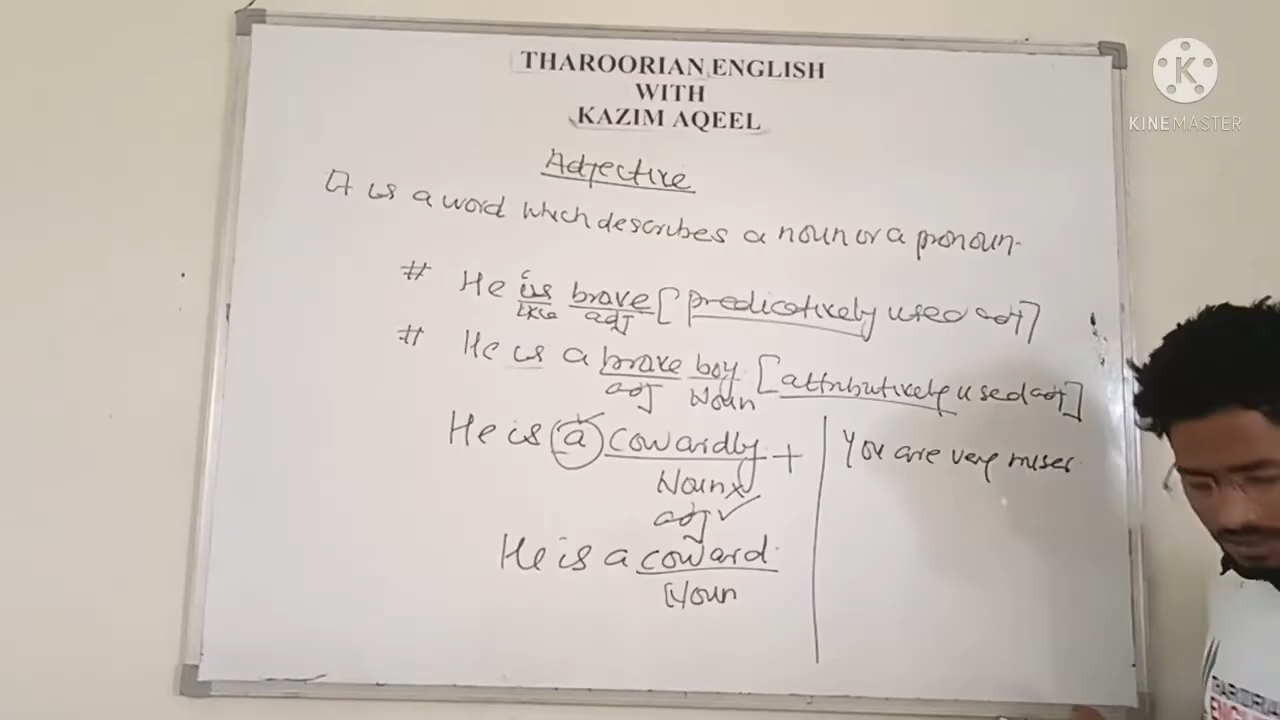 THAROORIAN ENGLISH
WITH
KAZIM AQEEL
KINEMASTER
Adjective
It is a word which describes a noun or a pronoun.
# He is brave [predicatively used adj]
adj
# He is a brave boy [attributively used adj]
adj Noun
He is a cowardly +
Noun x
adj ✓
He is a coward.
Noun
You are very miser.